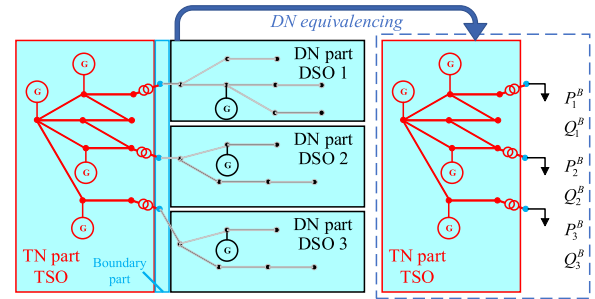 DN equivalencing
G
G
G
G
TN part
TSO
Boundary
part
DN part
DSO 1
G
DN part
DSO 2
G
DN part
DSO 3
G
G
G
G
G
TN part
TSO
P₁ᴮ
Q₁ᴮ
P₂ᴮ
Q₂ᴮ
P₃ᴮ
Q₃ᴮ